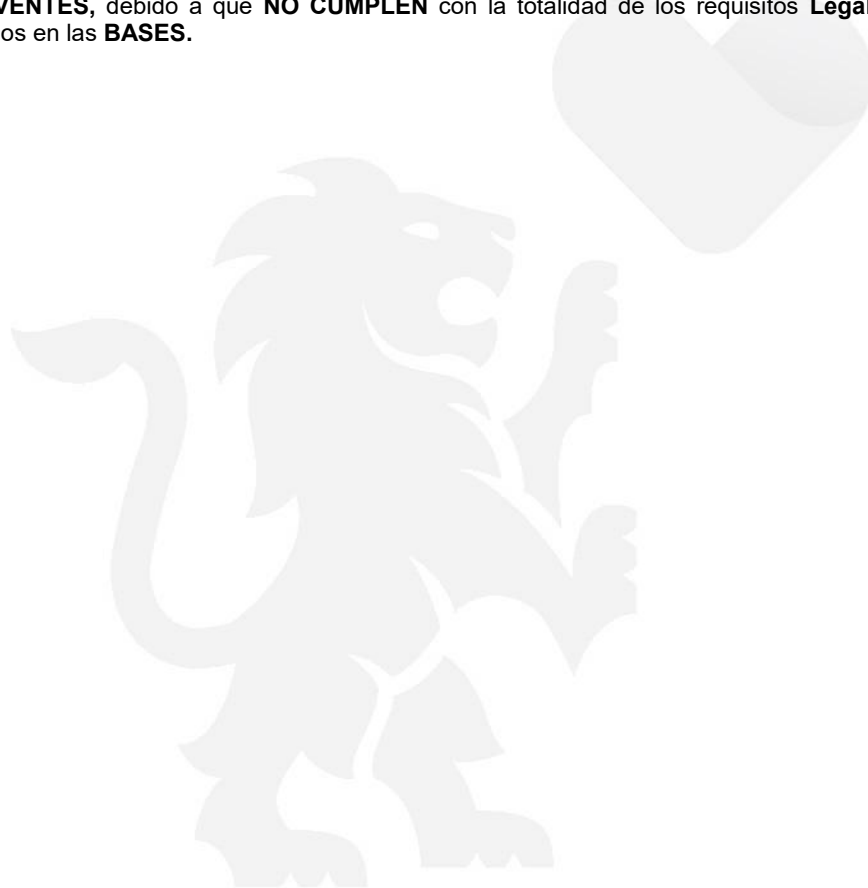 VENTES, debido a que NO CUMPLEN con la totalidad de los requisitos Legal
os en las BASES.